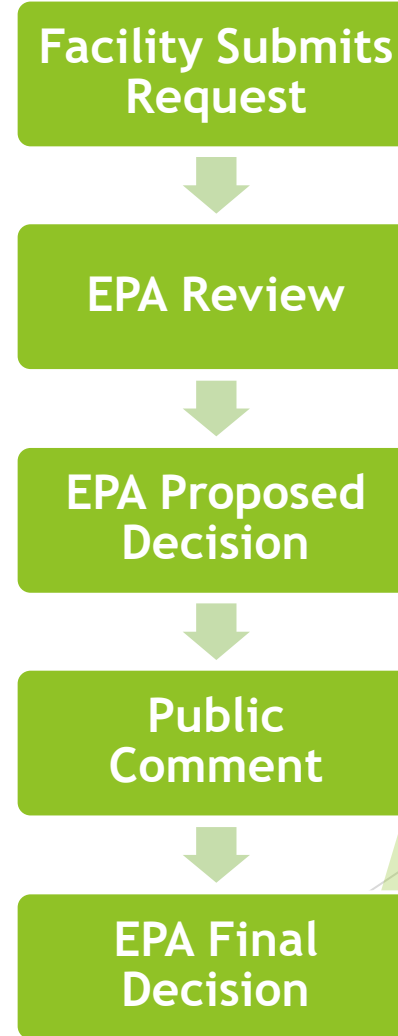 Facility Submits
Request
EPA Review
EPA Proposed
Decision
Public
Comment
EPA Final
Decision